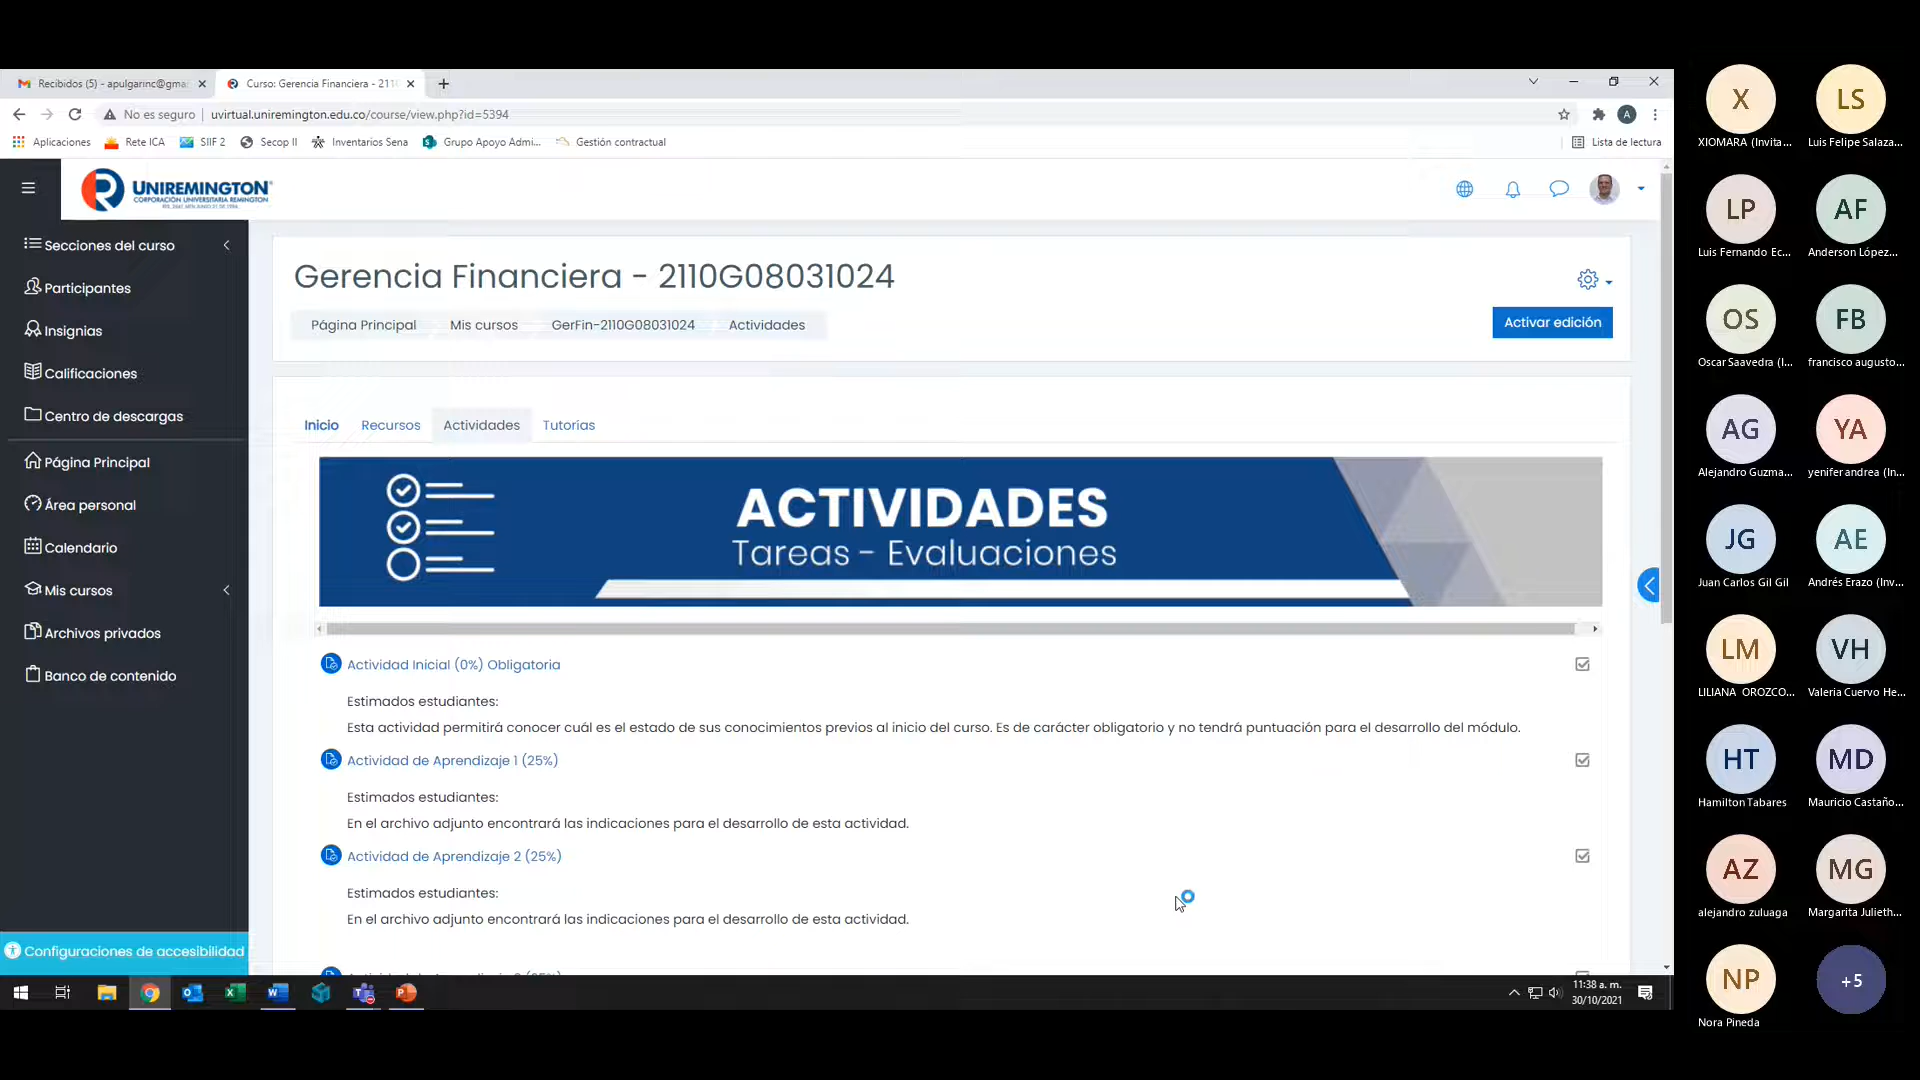 Recibidos (5) - apulgarinc@gma
Curso: Gerencia Financiera - 211
No es seguro
uvirtual.uniremington.edu.co/course/view.php?id=5394
A
Aplicaciones
Rete ICA
SIIF 2
Secop II
Inventarios Sena
Grupo Apoyo Admi...
Gestión contractual
Lista de lectura
UNIREMINGTON
CORPORACIÓN UNIVERSITARIA REMINGTON
Secciones del curso
Participantes
Insignias
Calificaciones
Centro de descargas
Página Principal
Área personal
Calendario
Mis cursos
Archivos privados
Banco de contenido
Configuraciones de accesibilidad
Gerencia Financiera - 2110G08031024
Página Principal
Mis cursos
GerFin-2110G08031024
Actividades
Activar edición
Inicio
Recursos
Actividades
Tutorías
ACTIVIDADES
Tareas - Evaluaciones
Actividad Inicial (0%) Obligatoria
Estimados estudiantes:
Esta actividad permitirá conocer cuál es el estado de sus conocimientos previos al inicio del curso. Es de carácter obligatorio y no tendrá puntuación para el desarrollo del módulo.
Actividad de Aprendizaje 1 (25%)
Estimados estudiantes:
En el archivo adjunto encontrará las indicaciones para el desarrollo de esta actividad.
Actividad de Aprendizaje 2 (25%)
Estimados estudiantes:
En el archivo adjunto encontrará las indicaciones para el desarrollo de esta actividad.
11:38 a. m.
30/10/2021
X
XIOMARA (Invita...
LS
Luis Felipe Salaza...
LP
Luis Fernando Ec...
AF
Anderson López...
OS
Oscar Saavedra (I...
FB
francisco augusto...
AG
Alejandro Guzma...
YA
yenifer andrea (In...
JG
Juan Carlos Gil Gil
AE
Andrés Erazo (Inv...
LM
LILIANA OROZCO...
VH
Valeria Cuervo He...
HT
Hamilton Tabares
MD
Mauricio Castaño...
AZ
alejandro zuluaga
MG
Margarita Julieth...
NP
Nora Pineda
+5